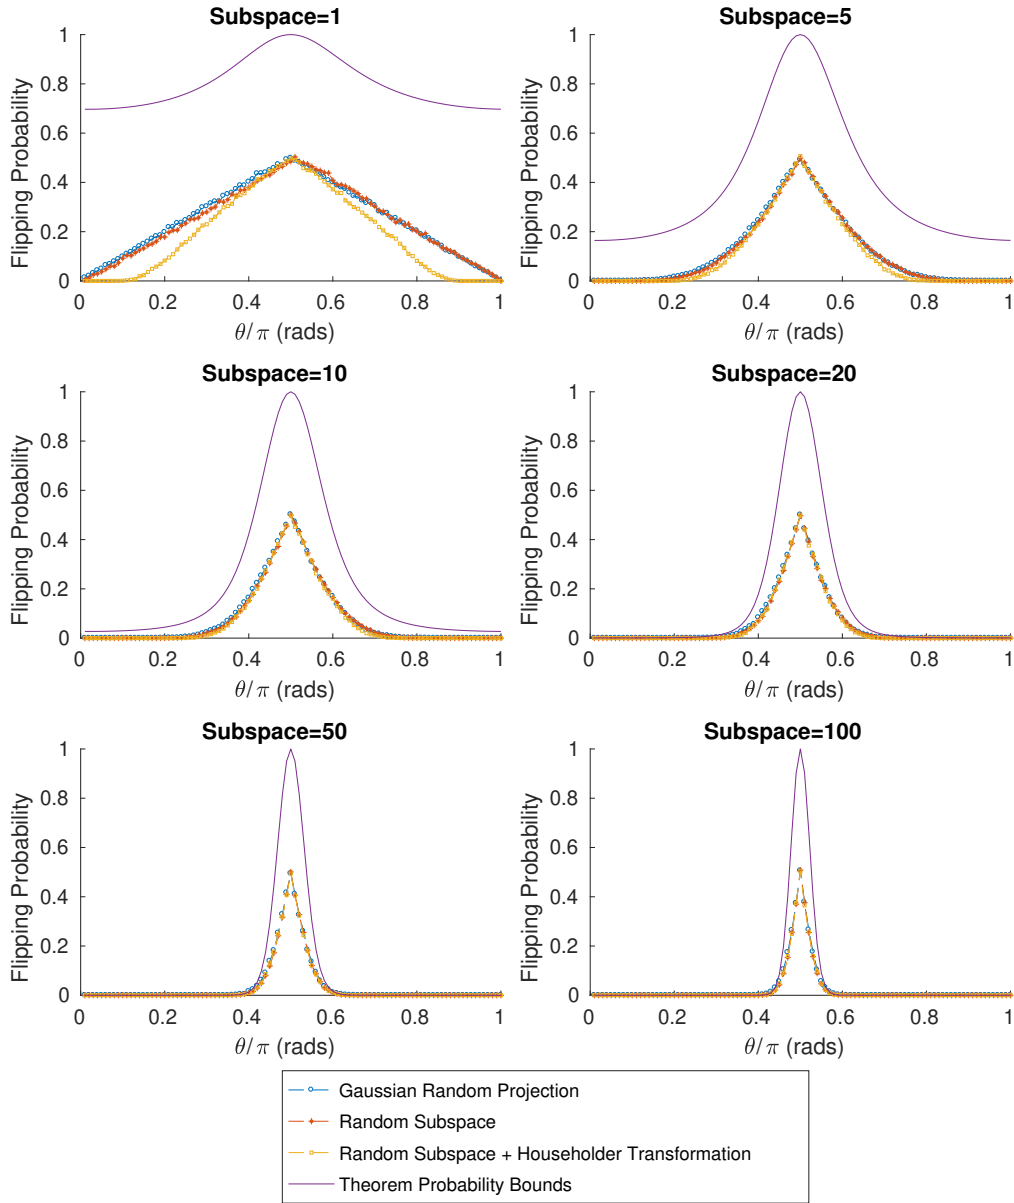 Subspace=1
Flipping Probability
1
0.8
0.6
0.4
0.2
0
0 0.2 0.4 0.6 0.8 1
θ/π (rads)
Subspace=5
Flipping Probability
1
0.8
0.6
0.4
0.2
0
0 0.2 0.4 0.6 0.8 1
θ/π (rads)
Subspace=10
Flipping Probability
1
0.8
0.6
0.4
0.2
0
0 0.2 0.4 0.6 0.8 1
θ/π (rads)
Subspace=20
Flipping Probability
1
0.8
0.6
0.4
0.2
0
0 0.2 0.4 0.6 0.8 1
θ/π (rads)
Subspace=50
Flipping Probability
1
0.8
0.6
0.4
0.2
0
0 0.2 0.4 0.6 0.8 1
θ/π (rads)
Subspace=100
Flipping Probability
1
0.8
0.6
0.4
0.2
0
0 0.2 0.4 0.6 0.8 1
θ/π (rads)
Gaussian Random Projection
Random Subspace
Random Subspace + Householder Transformation
Theorem Probability Bounds